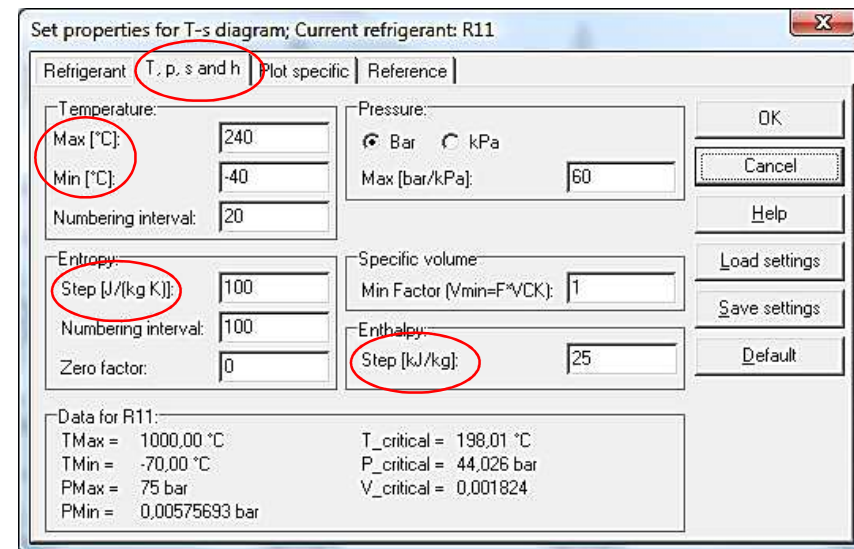 Set properties for T-s diagram; Current refrigerant: R11
Refrigerant T, p, s and h Plot specific Reference
Temperature:
Max [°C]: 240
Min [°C]: -40
Numbering interval: 20
Pressure:
Bar kPa
Max [bar/kPa]: 60
Entropy:
Step [J/(kg K)]: 100
Numbering interval: 100
Zero factor: 0
Specific volume
Min Factor (Vmin=F*VCK): 1
Enthalpy:
Step [kJ/kg]: 25
OK
Cancel
Help
Load settings
Save settings
Default
Data for R11:
TMax = 1000,00 °C
TMin = -70,00 °C
PMax = 75 bar
PMin = 0,00575693 bar
T_critical = 198,01 °C
P_critical = 44,026 bar
V_critical = 0,001824